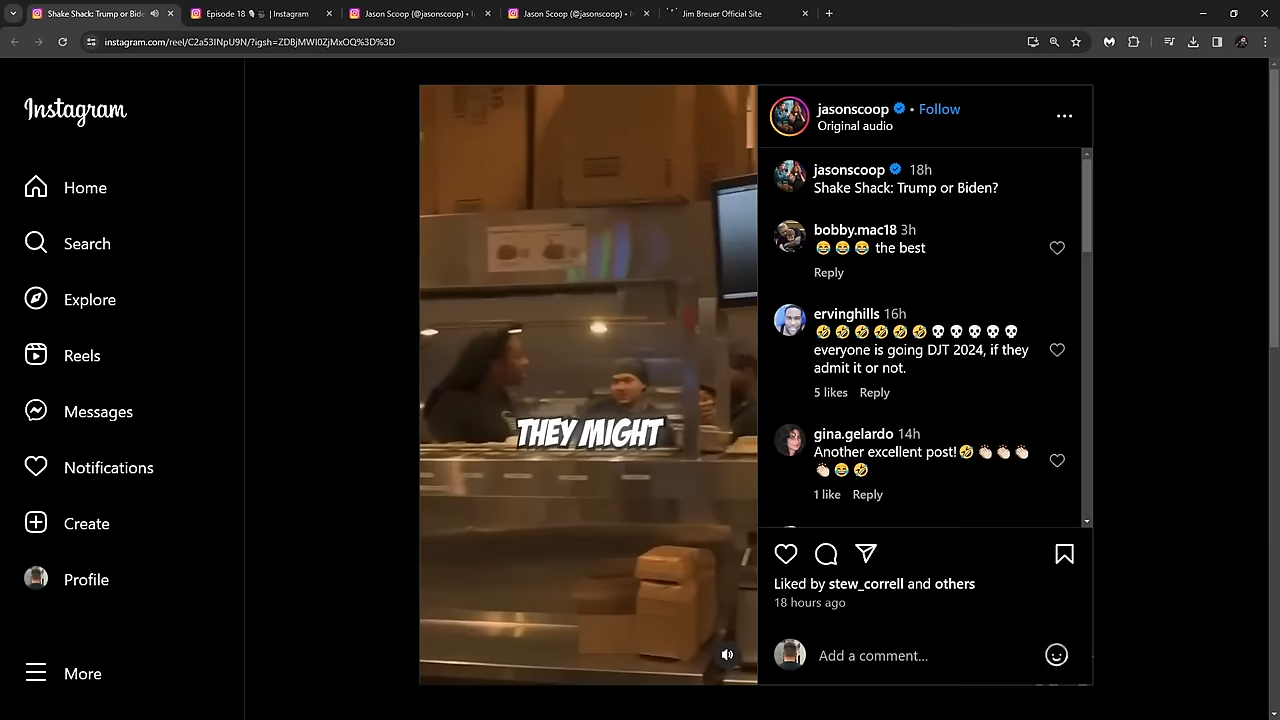 Shake Shack: Trump or Bide
Episode 18 🎙️☕ | Instagram
Jason Scoop (@jasonscoop) •
Jason Scoop (@jasonscoop) •
Jim Breuer Official Site
instagram.com/reel/C2a53INpU9N/?igsh=ZDBjMWI0ZjMxOQ%3D%3D
Instagram
Home
Search
Explore
Reels
Messages
Notifications
Create
Profile
More
THEY MIGHT
jasonscoop • Follow
Original audio
jasonscoop 18h
Shake Shack: Trump or Biden?
bobby.mac18 3h
😂😂😂 the best
Reply
ervinghills 16h
🤣🤣🤣🤣🤣🤣💀💀💀💀💀
everyone is going DJT 2024, if they
admit it or not.
5 likes Reply
gina.gelardo 14h
Another excellent post!🤣👏🏻👏🏻👏🏻
👏🏻😂🤣
1 like Reply
Liked by stew_correll and others
18 hours ago
Add a comment...